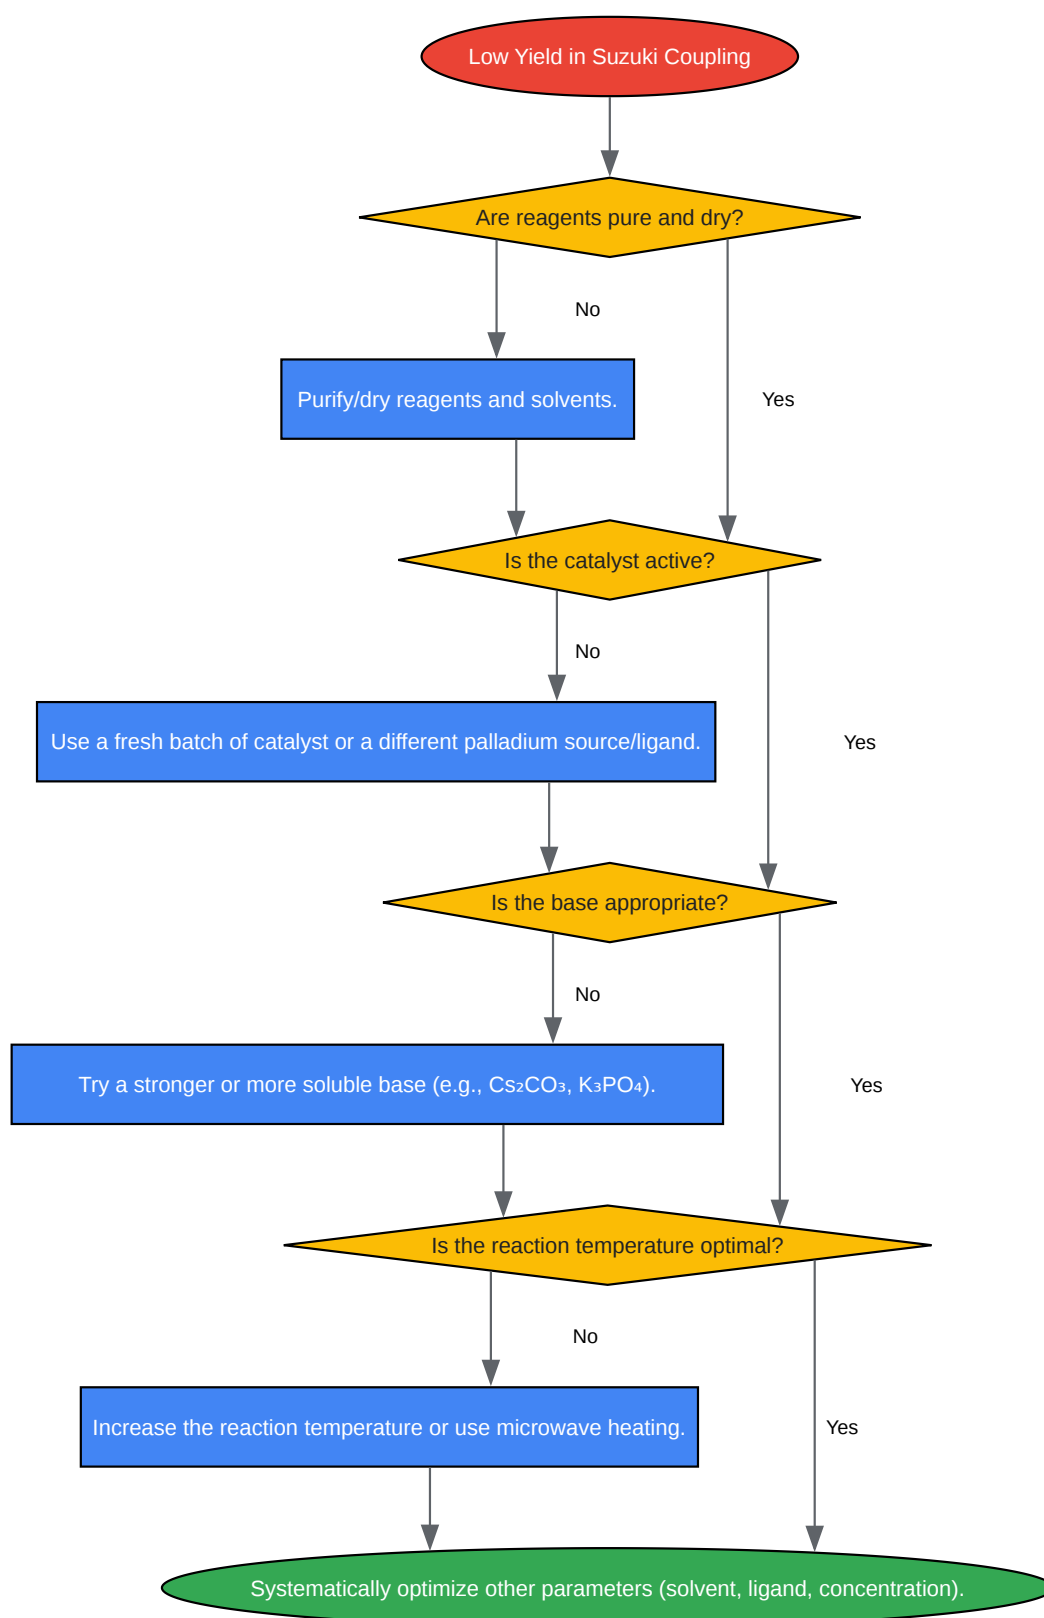 Low Yield in Suzuki Coupling
Are reagents pure and dry?
No
Purify/dry reagents and solvents.
Yes
Is the catalyst active?
No
Use a fresh batch of catalyst or a different palladium source/ligand.
Yes
Is the base appropriate?
No
Try a stronger or more soluble base (e.g., Cs₂CO₃, K₃PO₄).
Yes
Is the reaction temperature optimal?
No
Increase the reaction temperature or use microwave heating.
Yes
Systematically optimize other parameters (solvent, ligand, concentration).